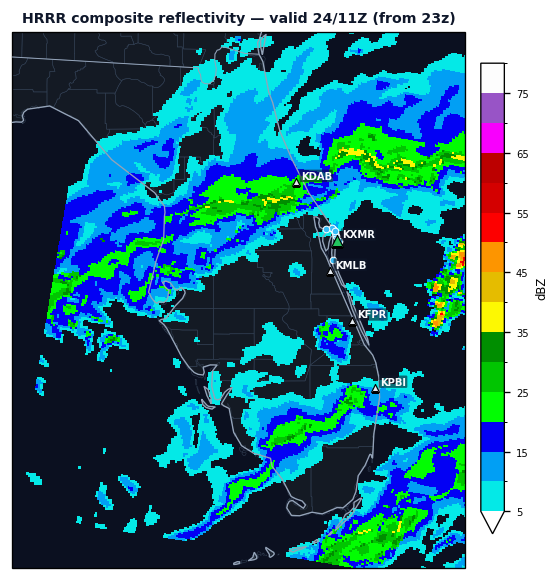 HRRR composite reflectivity — valid 24/11Z (from 23z)
KDAB
KXMR
KMLB
KFPR
KPBI
75
65
55
45
35
25
15
5
dBZ